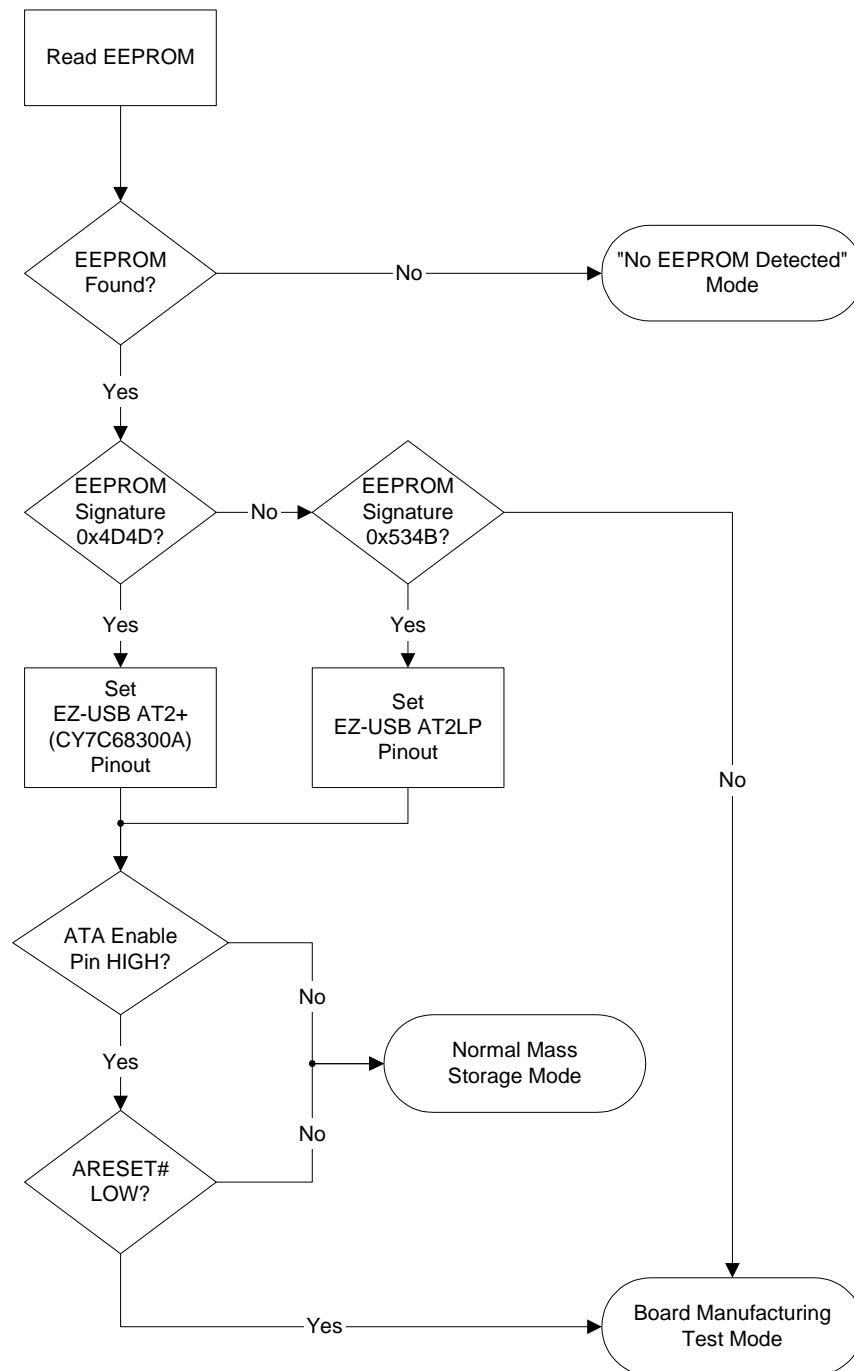 Read EEPROM
EEPROM
Found?
No
"No EEPROM Detected"
Mode
Yes
EEPROM
Signature
0x4D4D?
No
EEPROM
Signature
0x534B?
Yes
Yes
Set
EZ-USB AT2+
(CY7C68300A)
Pinout
Set
EZ-USB AT2LP
Pinout
No
ATA Enable
Pin HIGH?
No
Yes
Normal Mass
Storage Mode
No
ARESET#
LOW?
Yes
Board Manufacturing
Test Mode